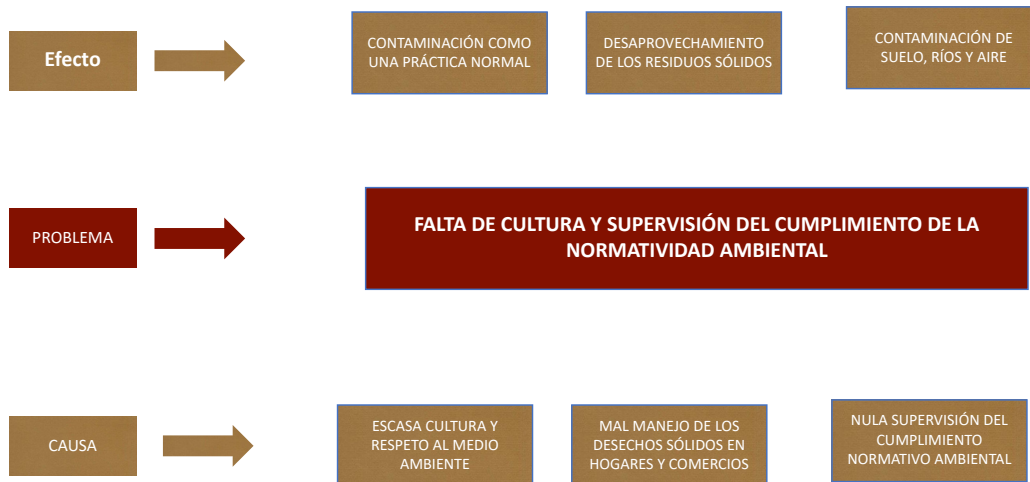 Efecto
CONTAMINACIÓN COMO
UNA PRÁCTICA NORMAL
DESAPROVECHAMIENTO
DE LOS RESIDUOS SÓLIDOS
CONTAMINACIÓN DE
SUELO, RÍOS Y AIRE
PROBLEMA
FALTA DE CULTURA Y SUPERVISIÓN DEL CUMPLIMIENTO DE LA
NORMATIVIDAD AMBIENTAL
CAUSA
ESCASA CULTURA Y
RESPETO AL MEDIO
AMBIENTE
MAL MANEJO DE LOS
DESECHOS SÓLIDOS EN
HOGARES Y COMERCIOS
NULA SUPERVISIÓN DEL
CUMPLIMIENTO
NORMATIVO AMBIENTAL